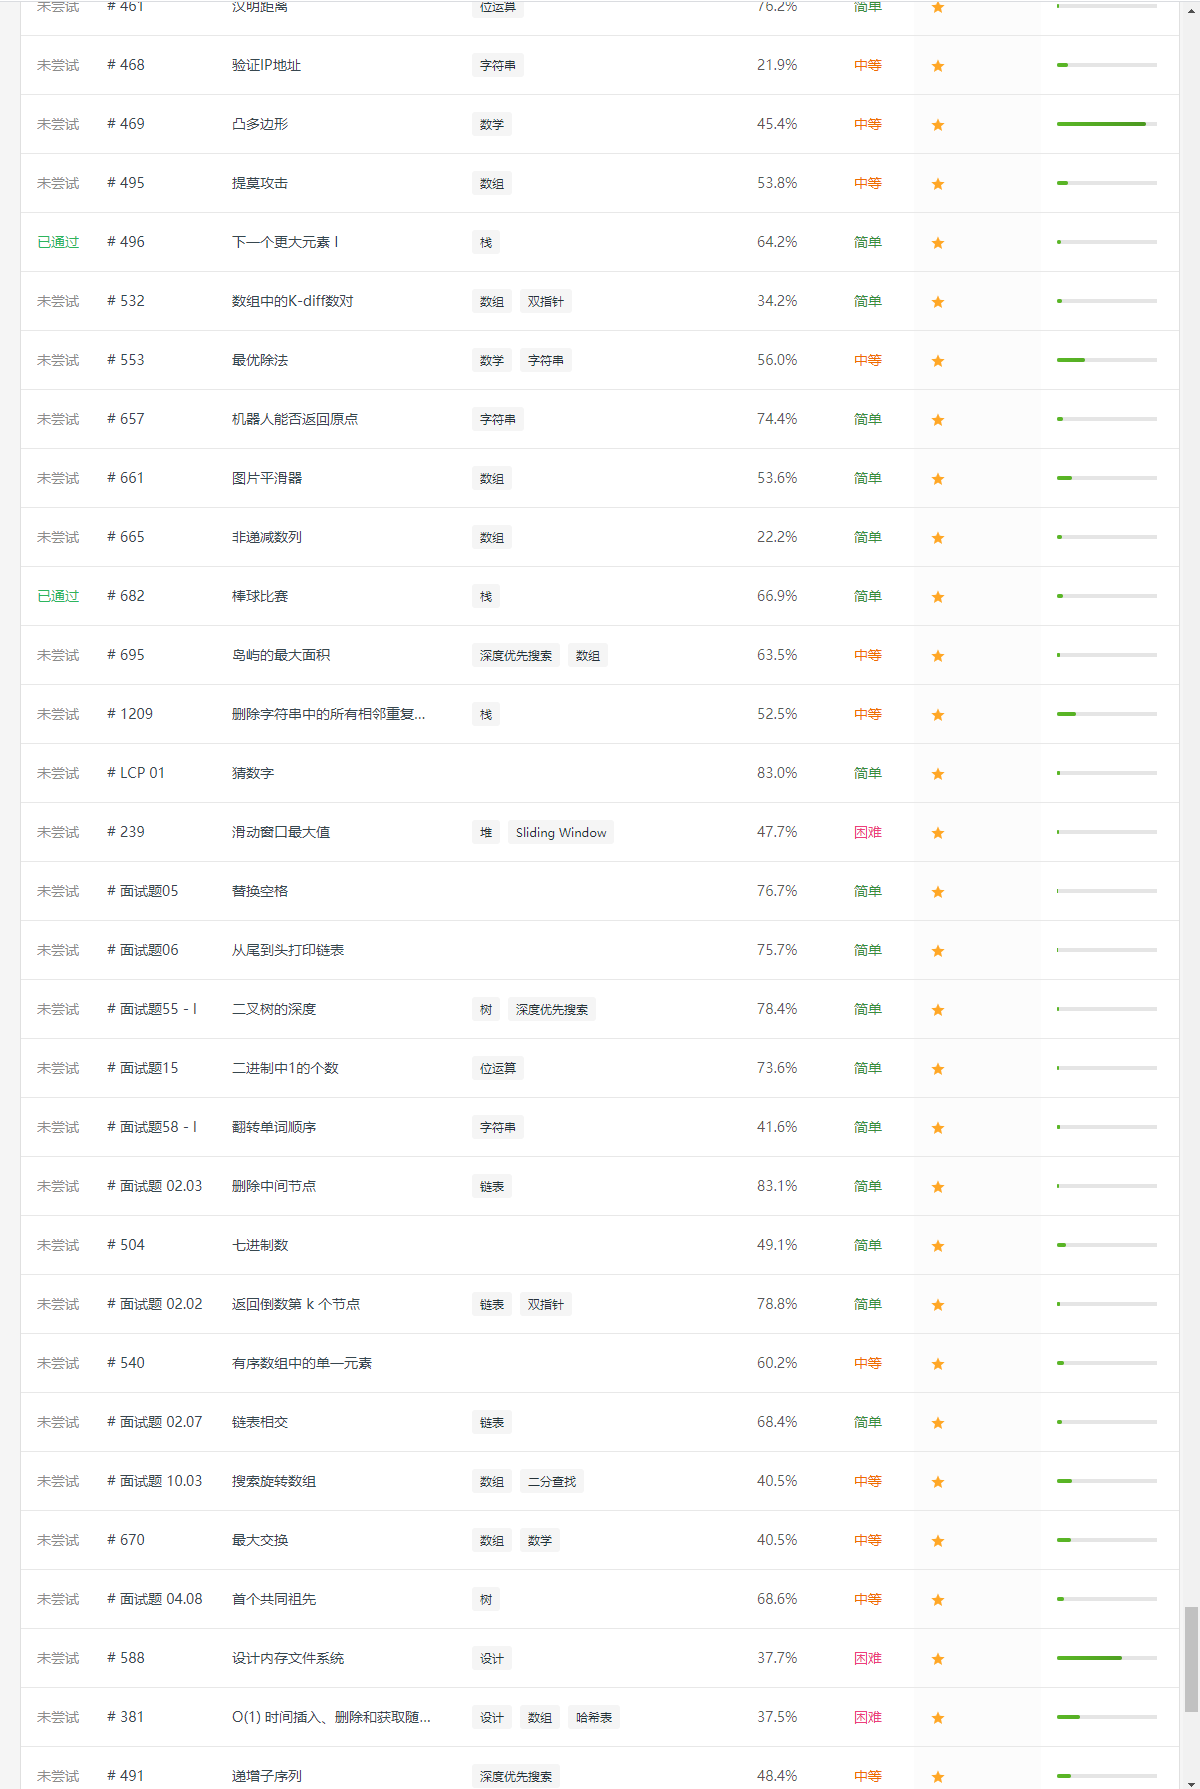 未尝试 # 461 汉明距离 位运算 76.2% 简单
未尝试 # 468 验证IP地址 字符串 21.9% 中等
未尝试 # 469 凸多边形 数学 45.4% 中等
未尝试 # 495 提莫攻击 数组 53.8% 中等
已通过 # 496 下一个更大元素 I 栈 64.2% 简单
未尝试 # 532 数组中的K-diff数对 数组 双指针 34.2% 简单
未尝试 # 553 最优除法 数学 字符串 56.0% 中等
未尝试 # 657 机器人能否返回原点 字符串 74.4% 简单
未尝试 # 661 图片平滑器 数组 53.6% 简单
未尝试 # 665 非递减数列 数组 22.2% 简单
已通过 # 682 棒球比赛 栈 66.9% 简单
未尝试 # 695 岛屿的最大面积 深度优先搜索 数组 63.5% 中等
未尝试 # 1209 删除字符串中的所有相邻重复... 栈 52.5% 中等
未尝试 # LCP 01 猜数字 83.0% 简单
未尝试 # 239 滑动窗口最大值 堆 Sliding Window 47.7% 困难
未尝试 # 面试题05 替换空格 76.7% 简单
未尝试 # 面试题06 从尾到头打印链表 75.7% 简单
未尝试 # 面试题55 - I 二叉树的深度 树 深度优先搜索 78.4% 简单
未尝试 # 面试题15 二进制中1的个数 位运算 73.6% 简单
未尝试 # 面试题58 - I 翻转单词顺序 字符串 41.6% 简单
未尝试 # 面试题 02.03 删除中间节点 链表 83.1% 简单
未尝试 # 504 七进制数 49.1% 简单
未尝试 # 面试题 02.02 返回倒数第 k 个节点 链表 双指针 78.8% 简单
未尝试 # 540 有序数组中的单一元素 60.2% 中等
未尝试 # 面试题 02.07 链表相交 链表 68.4% 简单
未尝试 # 面试题 10.03 搜索旋转数组 数组 二分查找 40.5% 中等
未尝试 # 670 最大交换 数组 数学 40.5% 中等
未尝试 # 面试题 04.08 首个共同祖先 树 68.6% 中等
未尝试 # 588 设计内存文件系统 设计 37.7% 困难
未尝试 # 381 O(1) 时间插入、删除和获取随... 设计 数组 哈希表 37.5% 困难
未尝试 # 491 递增子序列 深度优先搜索 48.4% 中等